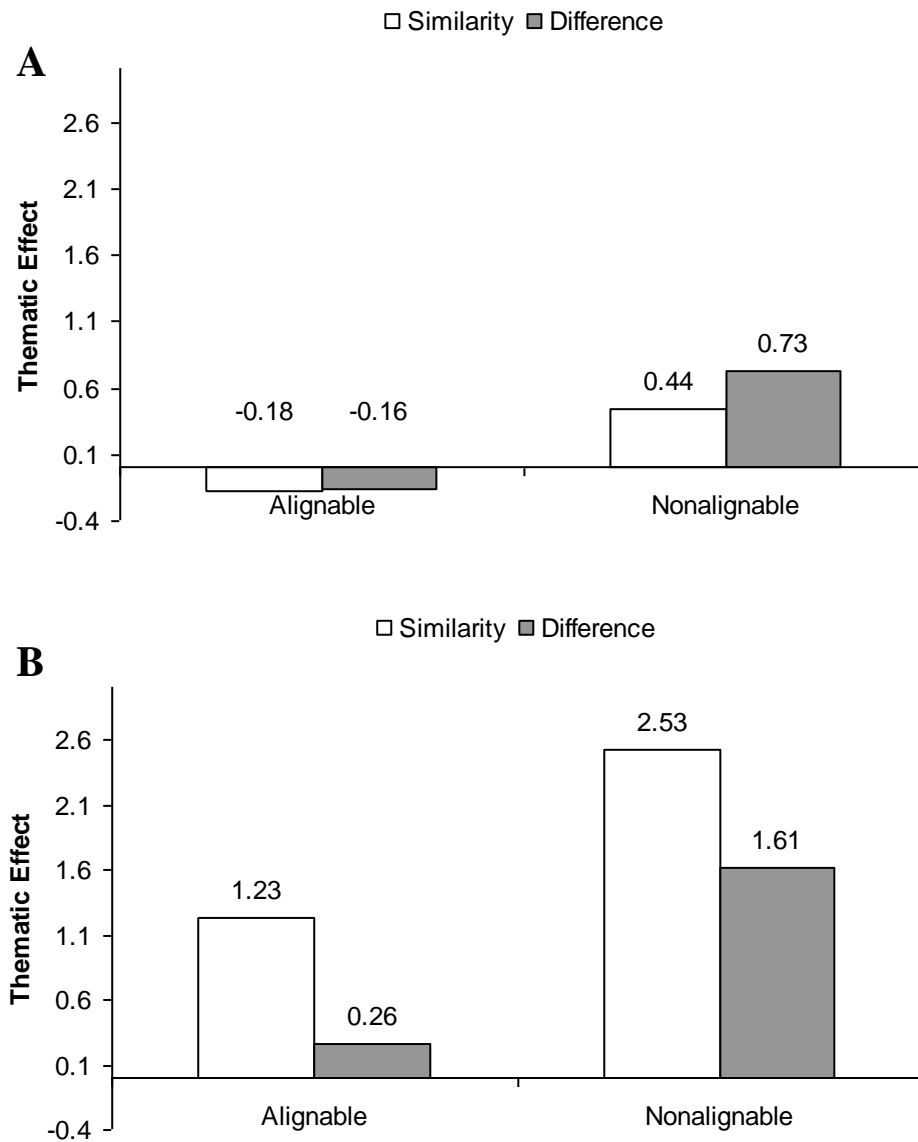 Similarity Difference
A
2.6
2.1
1.6
1.1
0.6
0.1
-0.4
Thematic Effect
-0.18
-0.16
0.44
0.73
Alignable
Nonalignable
Similarity Difference
B
2.6
2.1
1.6
1.1
0.6
0.1
-0.4
Thematic Effect
1.23
0.26
2.53
1.61
Alignable
Nonalignable